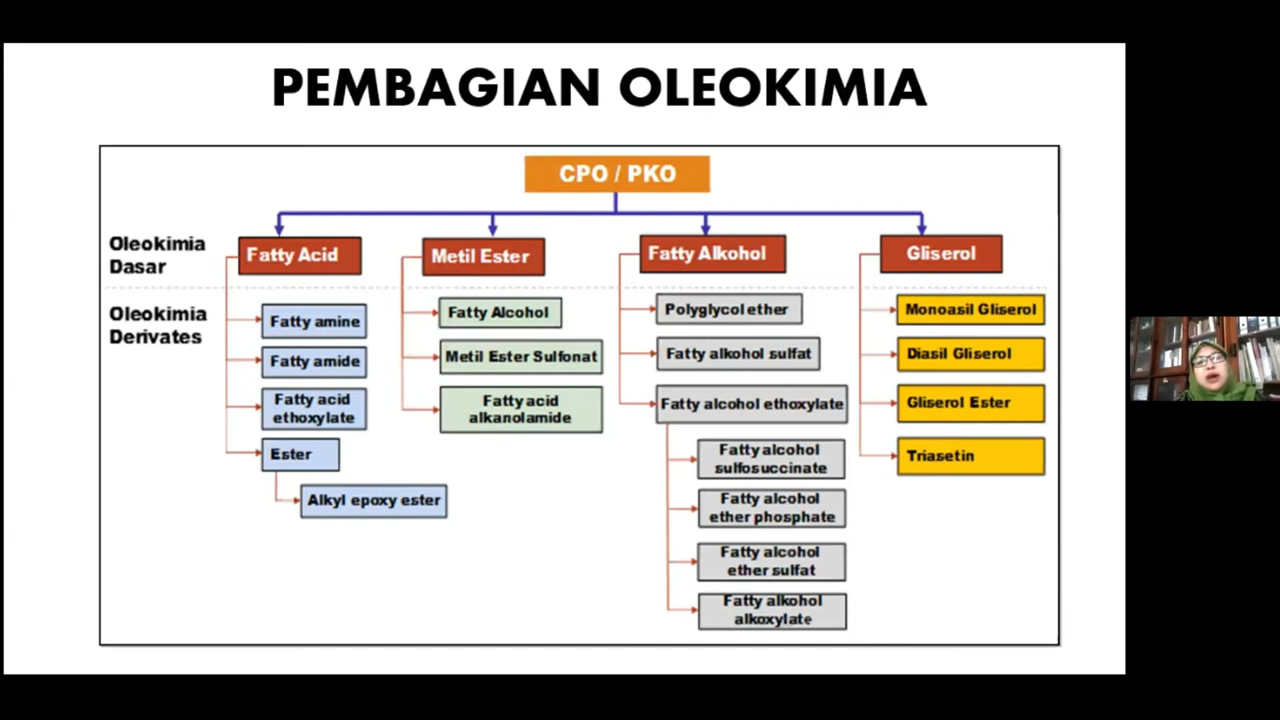 PEMBAGIAN OLEOKIMIA
CPO / PKO
Oleokimia
Dasar
Fatty Acid
Metil Ester
Fatty Alkohol
Gliserol
Oleokimia
Derivates
Fatty amine
Fatty amide
Fatty acid
ethoxylate
Ester
Alkyl epoxy ester
Fatty Alcohol
Metil Ester Sulfonat
Fatty acid
alkanolamide
Polyglycol ether
Fatty alkohol sulfat
Fatty alcohol ethoxylate
Fatty alcohol
sulfosuccinate
Fatty alcohol
ether phosphate
Fatty alcohol
ether sulfat
Fatty alkohol
alkoxylate
Monoasil Gliserol
Diasil Gliserol
Gliserol Ester
Triasetin